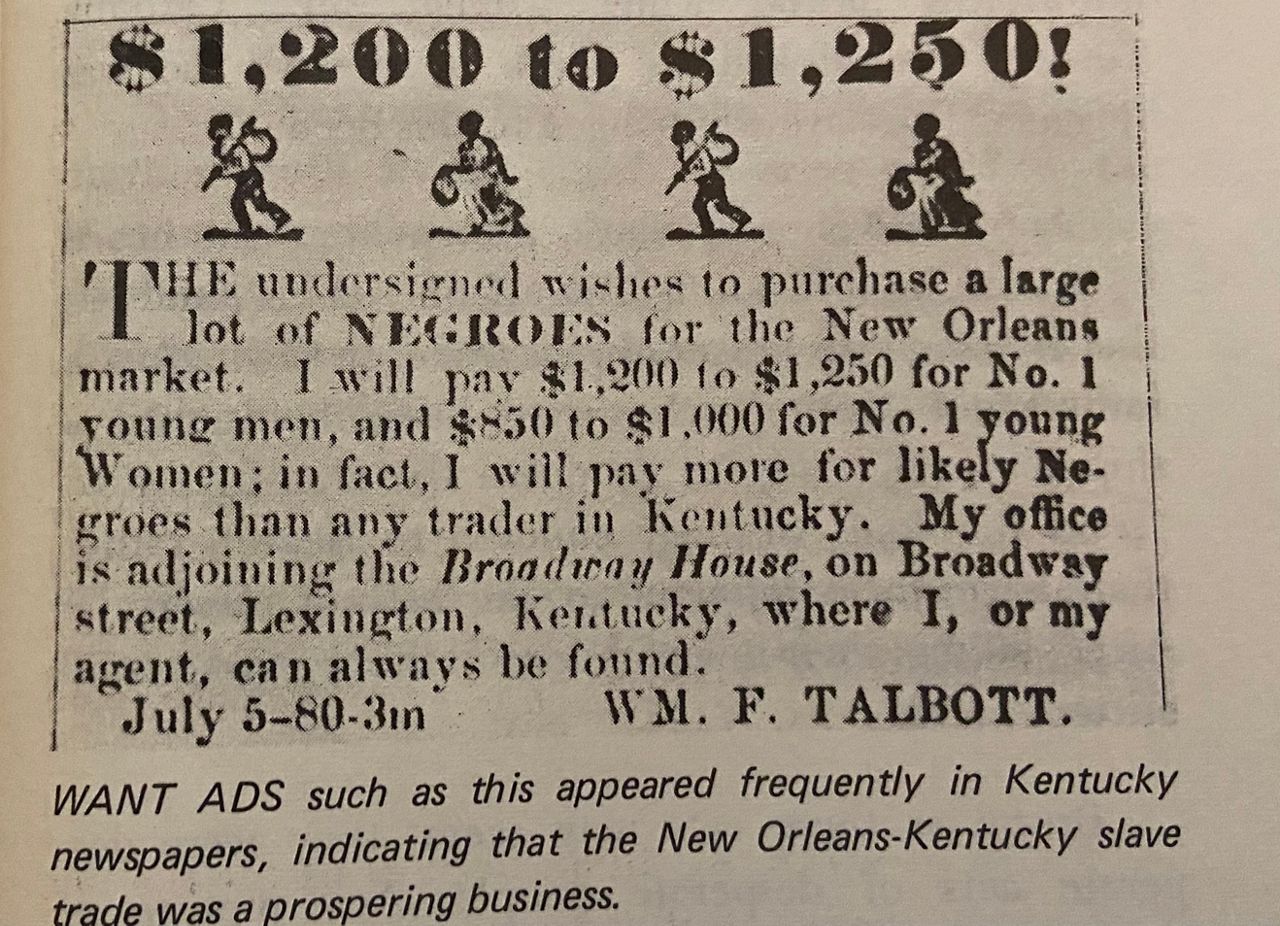 $1,200 to $1,250!
THE undersigned wishes to purchase a large
lot of NEGROES for the New Orleans
market. I will pay $1,200 to $1,250 for No. 1
young men, and $850 to $1,000 for No. 1 young
Women; in fact, I will pay more for likely Ne-
groes than any trader in Kentucky. My office
is adjoining the Broadway House, on Broadway
street, Lexington, Kentucky, where I, or my
agent, can always be found.
July 5-80-3m WM. F. TALBOTT.
WANT ADS such as this appeared frequently in Kentucky
newspapers, indicating that the New Orleans-Kentucky slave
trade was a prospering business.